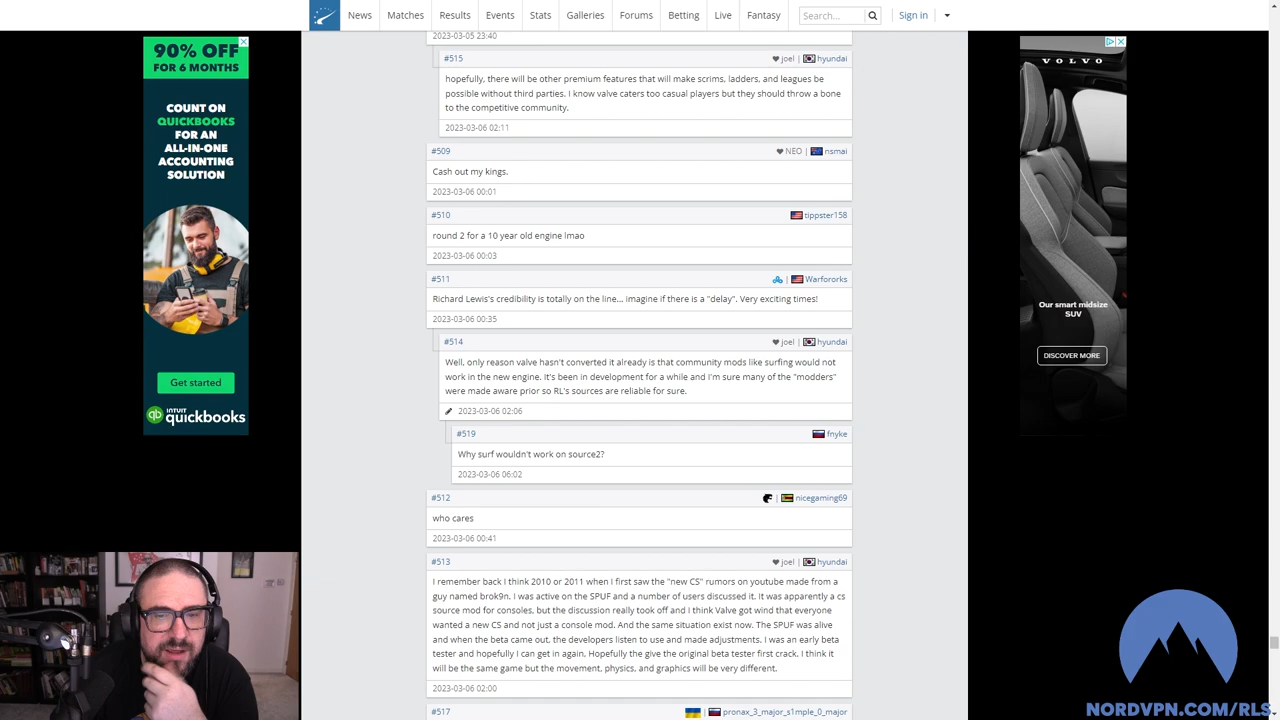 News
Matches
Results
Events
Stats
Galleries
Forums
Betting
Live
Fantasy
Search...
Sign in
2023-03-05 23:40
#515
joel | hyundai
hopefully, there will be other premium features that will make scrims, ladders, and leagues be
possible without third parties. I know valve caters too casual players but they should throw a bone
to the competitive community.
2023-03-06 02:11
#509
NEO | nsmai
Cash out my kings.
2023-03-06 00:01
#510
tippster158
round 2 for a 10 year old engine lmao
2023-03-06 00:03
#511
| Warfororks
Richard Lewis's credibility is totally on the line... imagine if there is a "delay". Very exciting times!
2023-03-06 00:35
#514
joel | hyundai
Well, only reason valve hasn't converted it already is that community mods like surfing would not
work in the new engine. It's been in development for a while and I'm sure many of the "modders"
were made aware prior so RL's sources are reliable for sure.
2023-03-06 02:06
#519
fnyke
Why surf wouldn't work on source2?
2023-03-06 06:02
#512
| nicegaming69
who cares
2023-03-06 00:41
#513
joel | hyundai
I remember back I think 2010 or 2011 when I first saw the "new CS" rumors on youtube made from a
guy named brok9n. I was active on the SPUF and a number of users discussed it. It was apparently a cs
source mod for consoles, but the discussion really took off and I think Valve got wind that everyone
wanted a new CS and not just a console mod. And the same situation exist now. The SPUF was alive
and when the beta came out, the developers listen to use and made adjustments. I was an early beta
tester and hopefully I can get in again, Hopefully the give the original beta tester first crack. I think it
will be the same game but the movement, physics, and graphics will be very different.
2023-03-06 02:00
#517
| pronax_3_major_s1mple_0_major
90% OFF
FOR 6 MONTHS
COUNT ON
QUICKBOOKS
FOR AN
ALL-IN-ONE
ACCOUNTING
SOLUTION
Get started
INTUIT
quickbooks
VOLVO
Our smart midsize
SUV
DISCOVER MORE
NORDVPN.COM/RLS